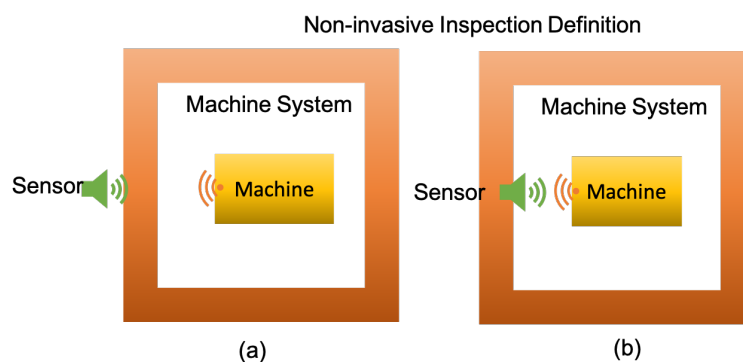 Non-invasive Inspection Definition
Machine System
Machine System
Sensor
Machine
Sensor
Machine
(a)
(b)